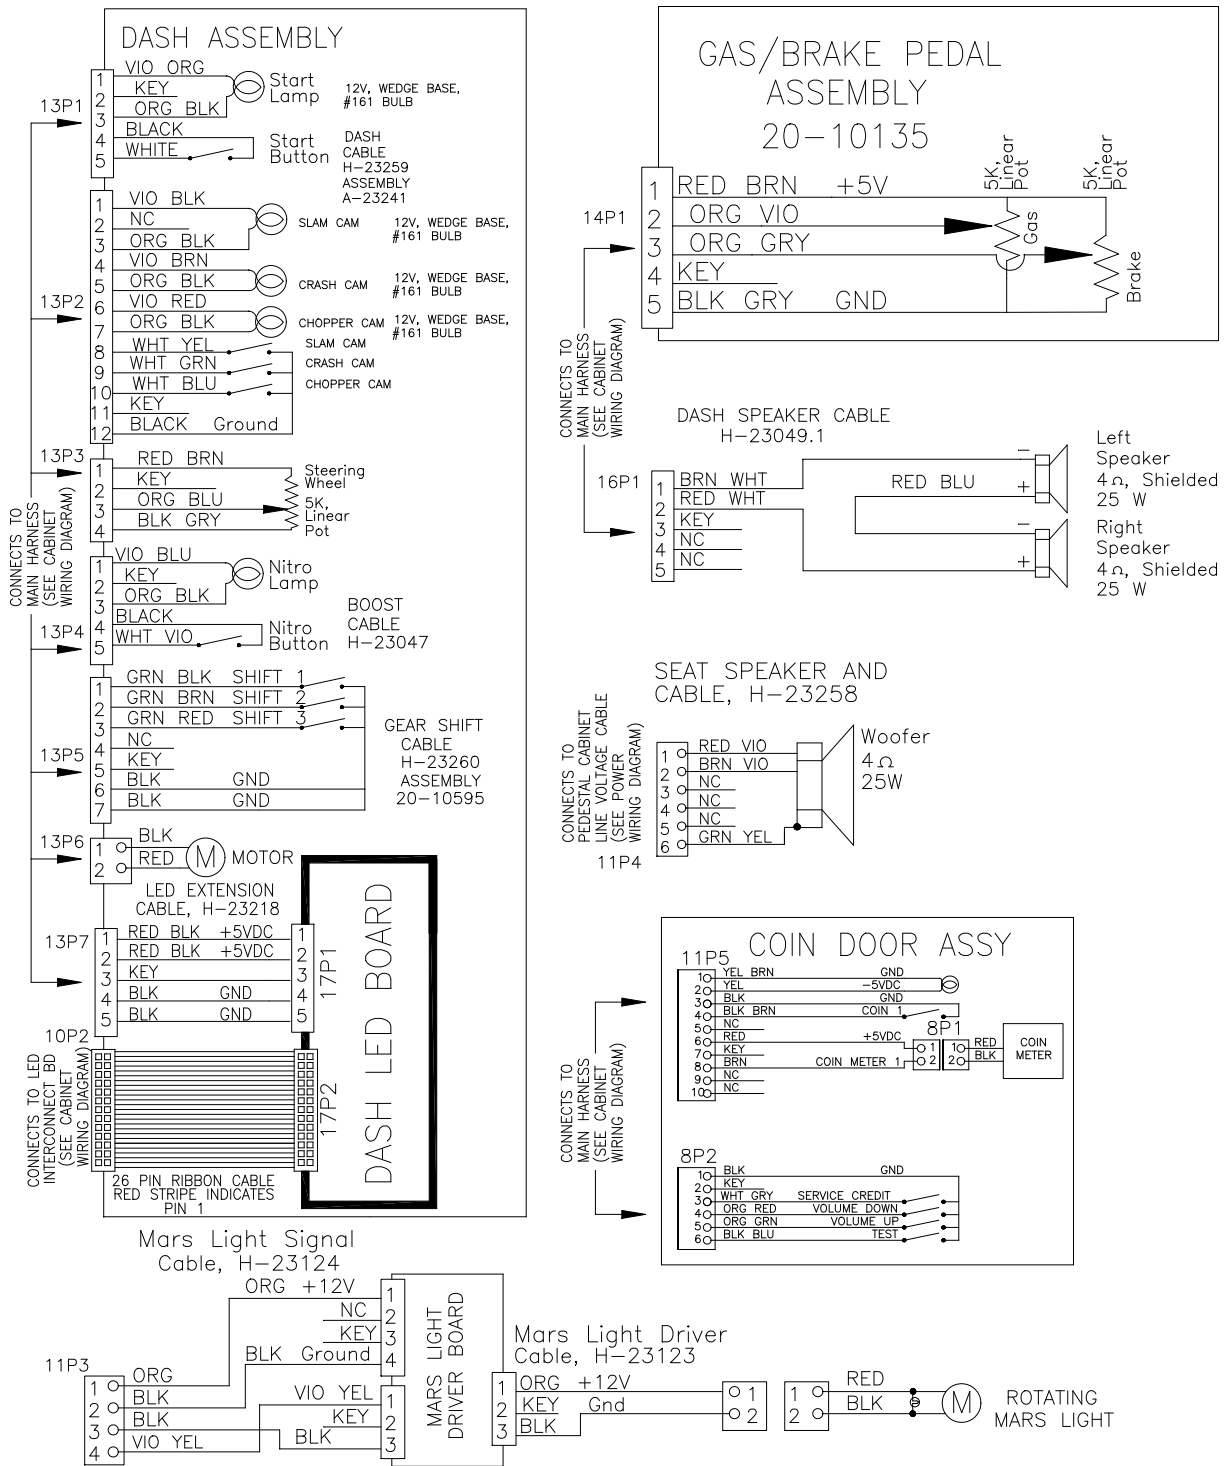 DASH ASSEMBLY
13P1
1
2
3
4
5
VIO ORG
KEY
ORG BLK
BLACK
WHITE
Start
Lamp
12V, WEDGE BASE,
#161 BULB
Start
Button
DASH
CABLE
H-23259
ASSEMBLY
A-23241
13P2
1
2
3
4
5
6
7
8
9
10
11
12
VIO BLK
NC
ORG BLK
VIO BRN
ORG BLK
VIO RED
ORG BLK
WHT YEL
WHT GRN
WHT BLU
KEY
BLACK Ground
SLAM CAM
12V, WEDGE BASE,
#161 BULB
CRASH CAM
12V, WEDGE BASE,
#161 BULB
CHOPPER CAM
12V, WEDGE BASE,
#161 BULB
SLAM CAM
CRASH CAM
CHOPPER CAM
13P3
1
2
3
4
RED BRN
KEY
ORG BLU
BLK GRY
Steering
Wheel
5K,
Linear
Pot
CONNECTS TO
MAIN HARNESS
(SEE CABINET
WIRING DIAGRAM)
13P4
1
2
3
4
5
VIO BLU
KEY
ORG BLK
BLACK
WHT VIO
Nitro
Lamp
Nitro
Button
BOOST
CABLE
H-23047
13P5
1
2
3
4
5
6
7
GRN BLK SHIFT 1
GRN BRN SHIFT 2
GRN RED SHIFT 3
NC
KEY
BLK GND
BLK GND
GEAR SHIFT
CABLE
H-23260
ASSEMBLY
20-10595
13P6
1
2
BLK
RED
M
MOTOR
LED EXTENSION
CABLE, H-23218
13P7
1
2
3
4
5
RED BLK +5VDC
RED BLK +5VDC
KEY
BLK GND
BLK GND
1
2
3
4
5
17P1
10P2
17P2
DASH LED BOARD
CONNECTS TO LED
INTERCONNECT BD
(SEE CABINET
WIRING DIAGRAM)
26 PIN RIBBON CABLE
RED STRIPE INDICATES
PIN 1
GAS/BRAKE PEDAL
ASSEMBLY
20-10135
14P1
1
2
3
4
5
RED BRN +5V
ORG VIO
ORG GRY
KEY
BLK GRY GND
5K,
Linear
Pot
Gas
5K,
Linear
Pot
Brake
CONNECTS TO
MAIN HARNESS
(SEE CABINET
WIRING DIAGRAM)
DASH SPEAKER CABLE
H-23049.1
16P1
1
2
3
4
5
BRN WHT
RED WHT
KEY
NC
NC
RED BLU
-
+
-
+
Left
Speaker
4Ω, Shielded
25 W
Right
Speaker
4Ω, Shielded
25 W
SEAT SPEAKER AND
CABLE, H-23258
CONNECTS TO
PEDESTAL CABINET
LINE VOLTAGE CABLE
(SEE POWER
WIRING DIAGRAM)
1
2
3
4
5
6
RED VIO
BRN VIO
NC
NC
NC
GRN YEL
11P4
Woofer
4Ω
25W
COIN DOOR ASSY
11P5
1
2
3
4
5
6
7
8
9
10
YEL BRN GND
YEL -5VDC
BLK GND
BLK BRN COIN 1
NC
RED +5VDC
KEY
BRN COIN METER 1
NC
NC
8P1
1
2
1
2
RED
BLK
COIN
METER
CONNECTS TO
MAIN HARNESS
(SEE CABINET
WIRING DIAGRAM)
8P2
1
2
3
4
5
6
BLK GND
KEY
WHT GRY SERVICE CREDIT
ORG RED VOLUME DOWN
ORG GRN VOLUME UP
BLK BLU TEST
Mars Light Signal
Cable, H-23124
11P3
1
2
3
4
ORG
BLK
BLK
VIO YEL
ORG +12V
NC
KEY
BLK Ground
1
2
3
4
VIO YEL
KEY
BLK
1
2
3
MARS LIGHT
DRIVER BOARD
Mars Light Driver
Cable, H-23123
1
2
3
ORG +12V
KEY Gnd
BLK
1
2
1
2
RED
BLK
M
ROTATING
MARS LIGHT